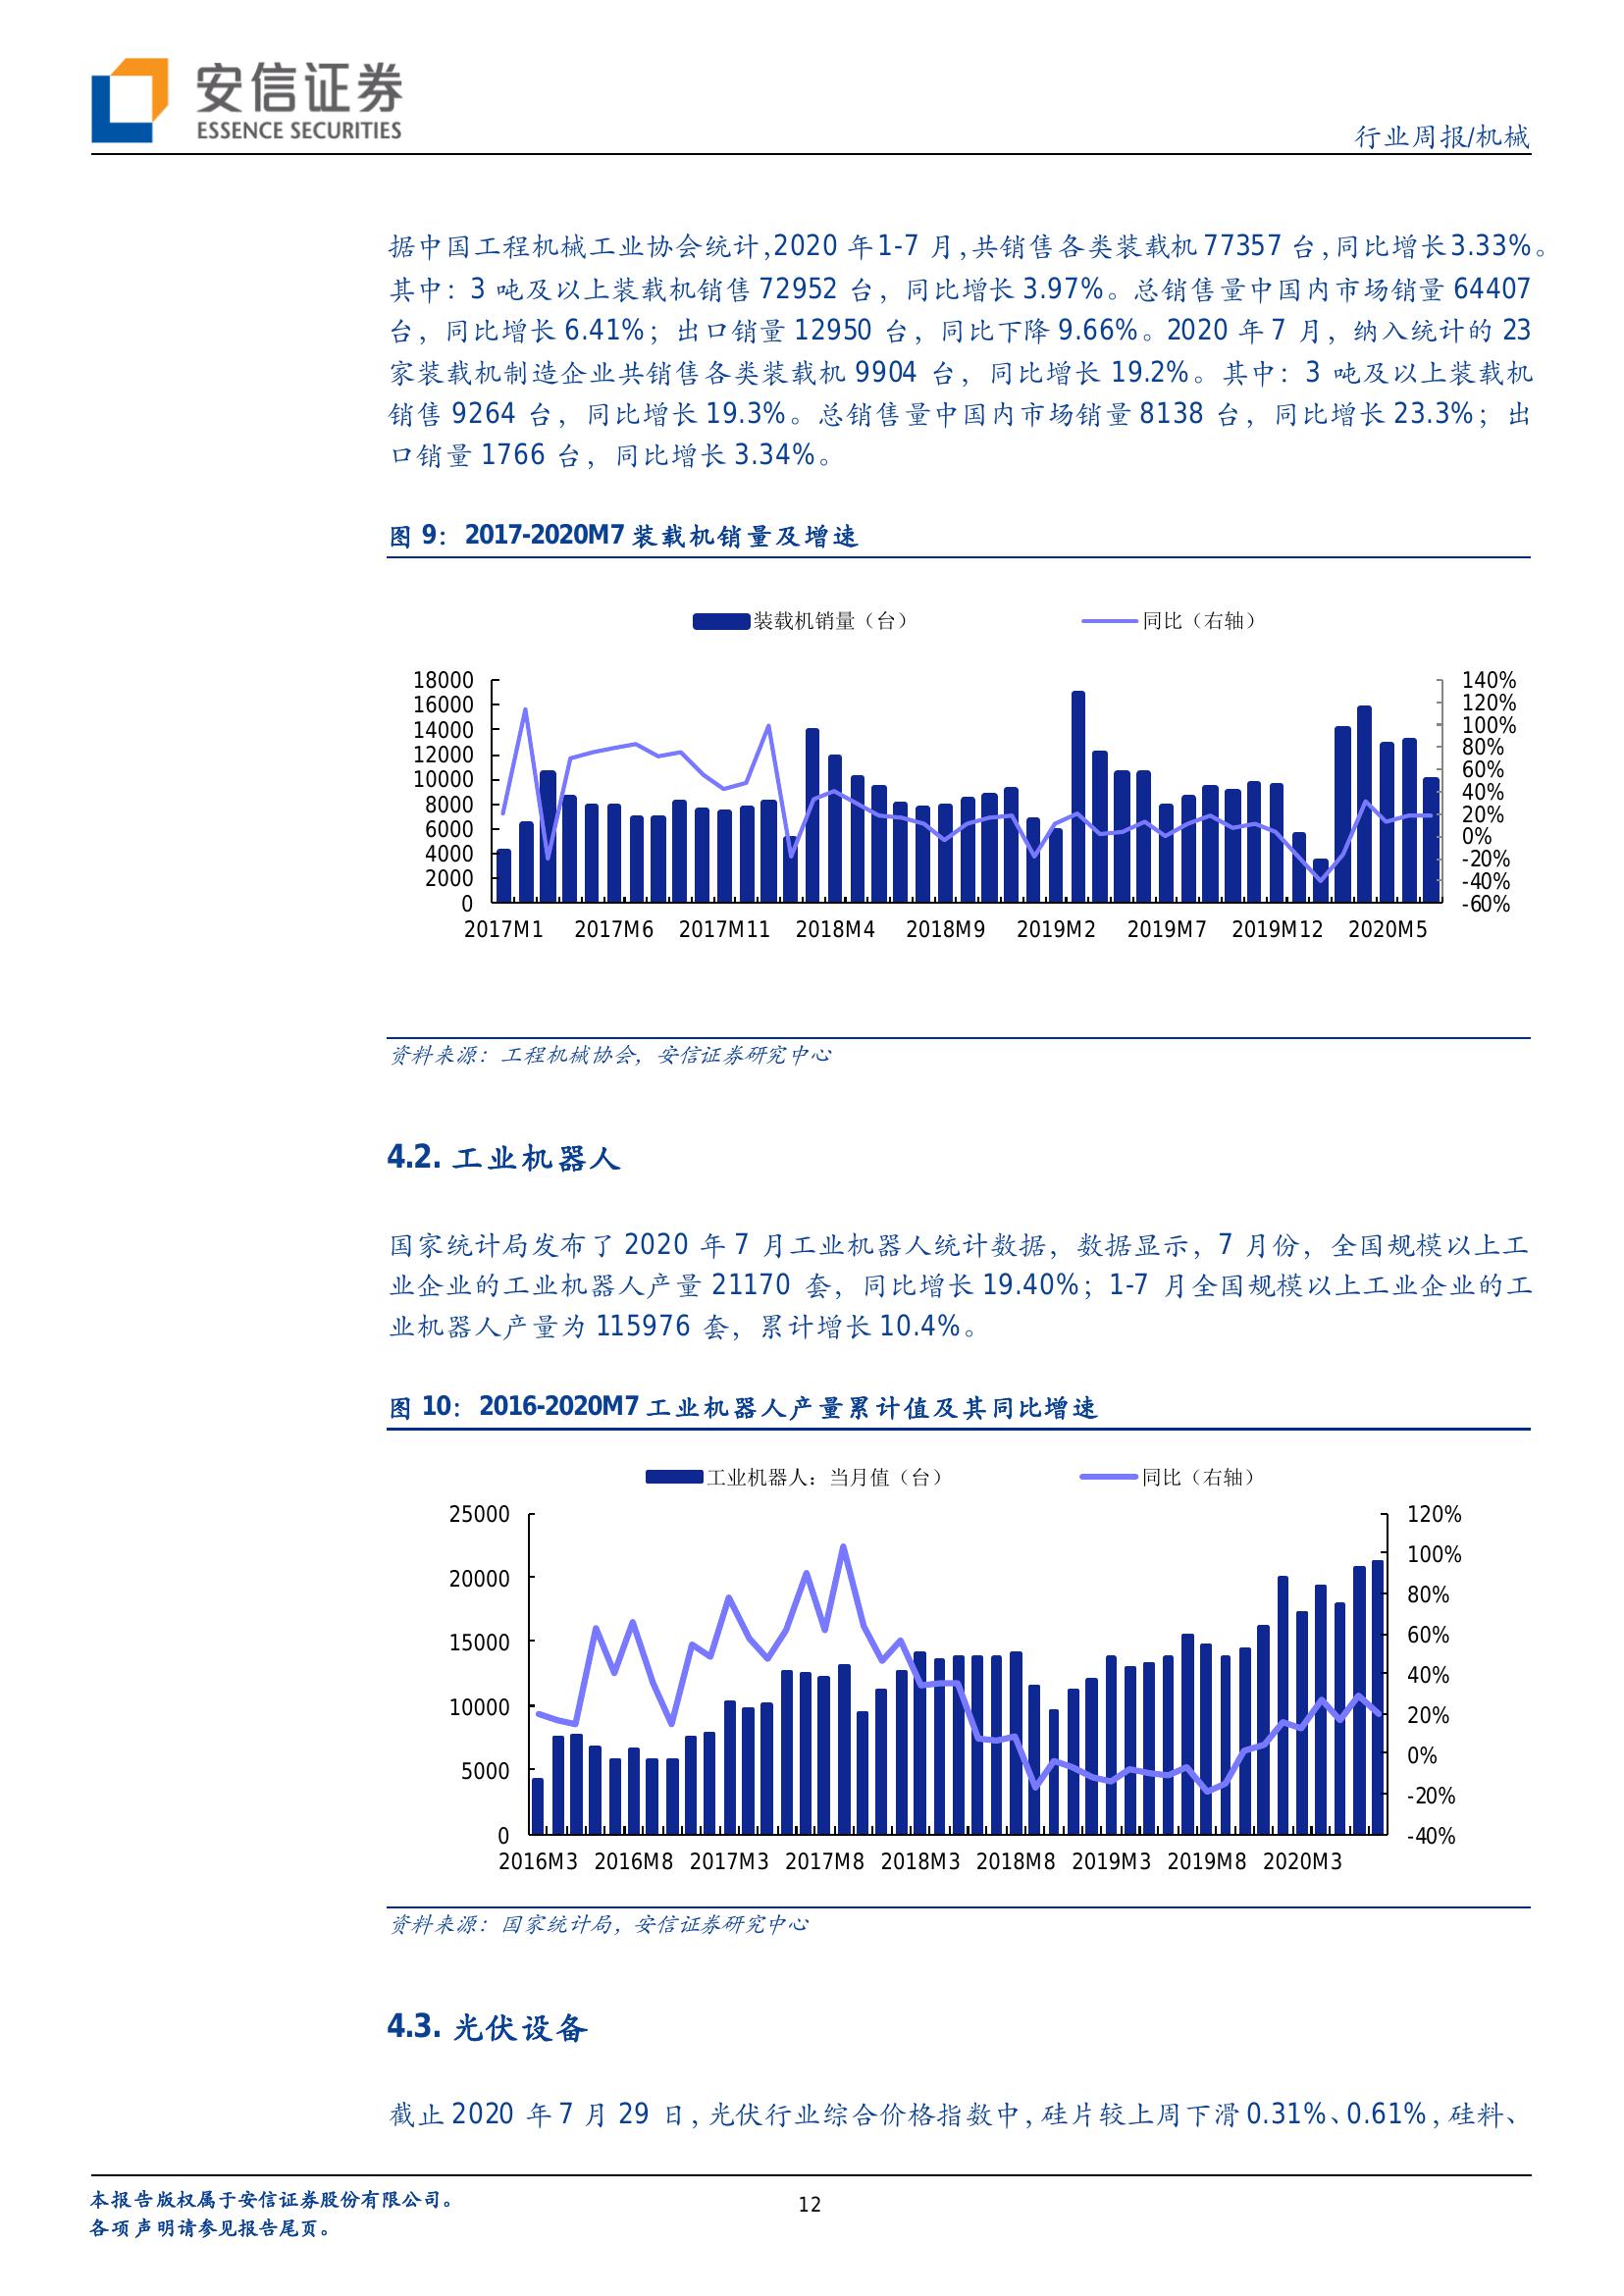 安信证券
ESSENCE SECURITIES
行业周报/机械
据中国工程机械工业协会统计,2020 年1-7 月,共销售各类装载机 77357 台,同比增长3.33%。
其中：3 吨及以上装载机销售 72952 台，同比增长 3.97%。总销售量中国内市场销量 64407
台，同比增长 6.41%；出口销量 12950 台，同比下降 9.66%。2020 年 7 月，纳入统计的 23
家装载机制造企业共销售各类装载机 9904 台，同比增长 19.2%。其中：3 吨及以上装载机
销售 9264 台，同比增长 19.3%。总销售量中国内市场销量 8138 台，同比增长 23.3%；出
口销量 1766 台，同比增长 3.34%。
图 9：2017-2020M7 装载机销量及增速
装载机销量（台） 同比（右轴）
18000 140%
16000 120%
14000 100%
12000 80%
10000 60%
8000 40%
6000 20%
4000 0%
2000 -20%
0 -40%
-60%
2017M1 2017M6 2017M11 2018M4 2018M9 2019M2 2019M7 2019M12 2020M5
资料来源：工程机械协会，安信证券研究中心
4.2. 工业机器人
国家统计局发布了 2020 年 7 月工业机器人统计数据，数据显示，7 月份，全国规模以上工
业企业的工业机器人产量 21170 套，同比增长 19.40%；1-7 月全国规模以上工业企业的工
业机器人产量为 115976 套，累计增长 10.4%。
图 10：2016-2020M7 工业机器人产量累计值及其同比增速
工业机器人：当月值（台） 同比（右轴）
25000 120%
20000 100%
15000 80%
10000 60%
5000 40%
0 20%
0%
-20%
-40%
2016M3 2016M8 2017M3 2017M8 2018M3 2018M8 2019M3 2019M8 2020M3
资料来源：国家统计局，安信证券研究中心
4.3. 光伏设备
截止 2020 年 7 月 29 日,光伏行业综合价格指数中,硅片较上周下滑 0.31%、0.61%,硅料、
本报告版权属于安信证券股份有限公司。
各项声明请参见报告尾页。
12